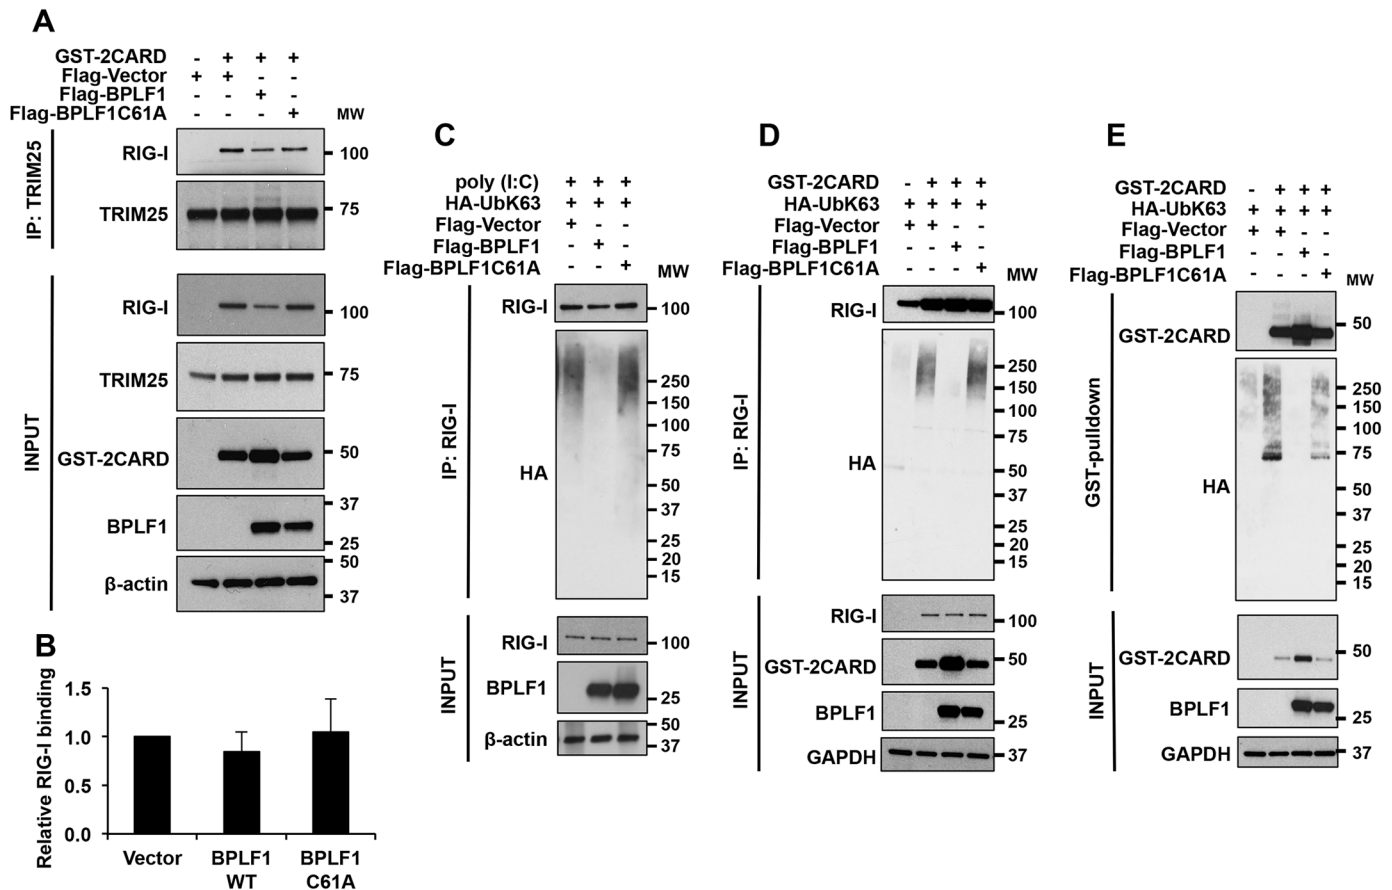 A
GST-2CARD - + + +
Flag-Vector + + - -
Flag-BPLF1 - - + -
Flag-BPLF1C61A - - - + MW
IP: TRIM25
RIG-I 100
TRIM25 75
INPUT
RIG-I 100
TRIM25 75
GST-2CARD 50
37
BPLF1
25
50
β-actin
37
B
Relative RIG-I binding
1.5
1.0
0.5
0.0
Vector BPLF1 WT BPLF1 C61A
C
poly (I:C) + + +
HA-UbK63 + + +
Flag-Vector + - -
Flag-BPLF1 - + -
Flag-BPLF1C61A - - + MW
IP: RIG-I
RIG-I 100
HA
250
150
100
75
50
37
25
20
15
INPUT
RIG-I 100
BPLF1 25
50
β-actin 37
D
GST-2CARD - + + +
HA-UbK63 + + + +
Flag-Vector + + - -
Flag-BPLF1 - - + -
Flag-BPLF1C61A - - - + MW
IP: RIG-I
RIG-I 100
HA
250
150
100
75
50
37
25
20
15
INPUT
RIG-I 100
GST-2CARD 50
BPLF1 25
GAPDH 37
E
GST-2CARD - + + +
HA-UbK63 + + + +
Flag-Vector + + - -
Flag-BPLF1 - - + -
Flag-BPLF1C61A - - - + MW
GST-pulldown
GST-2CARD 50
HA
250
150
100
75
50
37
25
20
15
INPUT
GST-2CARD 50
BPLF1 25
GAPDH 37